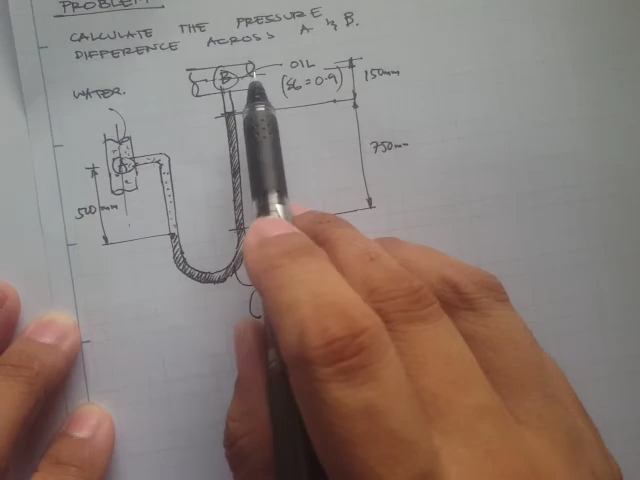 PROBLEM
CALCULATE THE PRESSURE
DIFFERENCE ACROSS A & B.
OIL
(SG = 0.9)
150mm
WATER
B
A
750mm
500mm